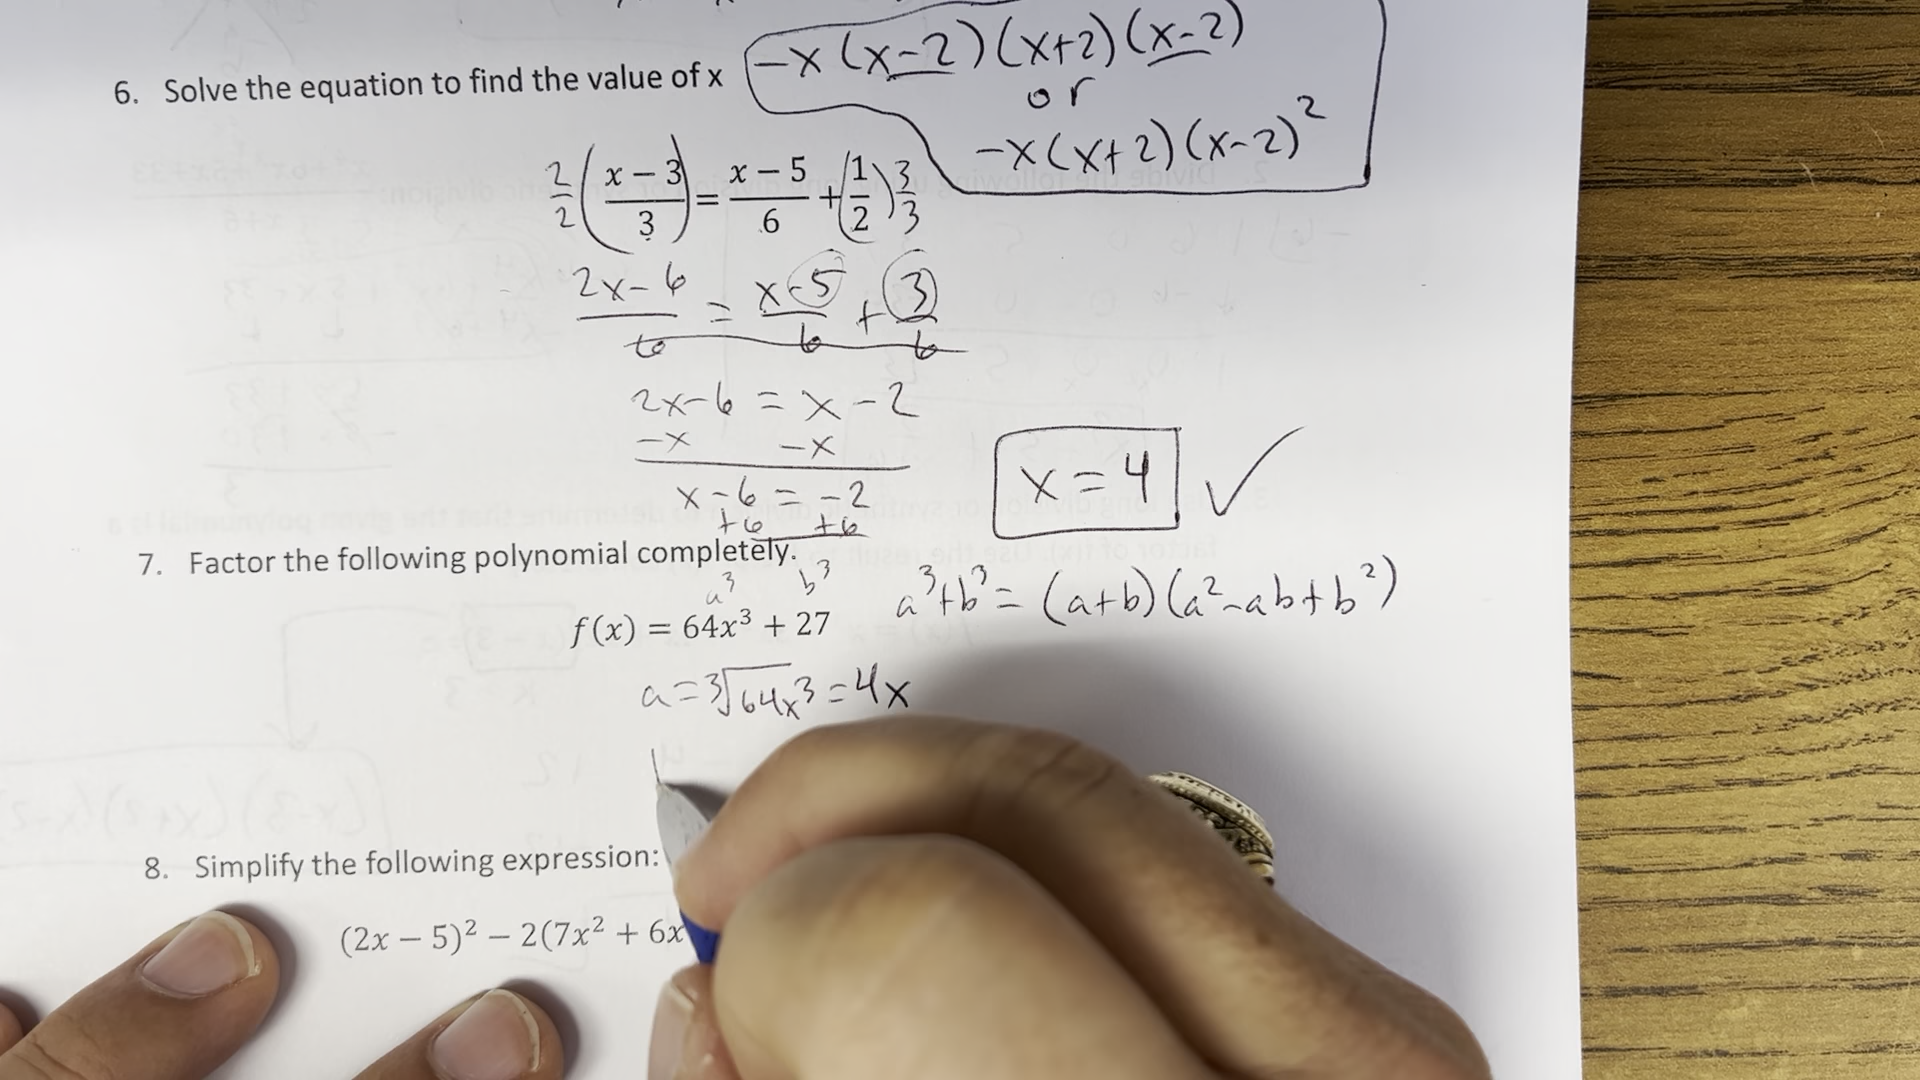 -x(x-2)(x+2)(x-2)
6. Solve the equation to find the value of x
or
-x(x+2)(x-2)²
2/2 ( (x − 3)/3 ) = (x − 5)/6 + (1/2) 3/3
(2x-6)/6 = (x-5)/6 + 3/6
2x-6 = x-2
-x -x
x-6 = -2
+6 +6
x = 4 ✓
7. Factor the following polynomial completely.
a³ b³
a³+b³ = (a+b)(a²-ab+b²)
f(x) = 64x³ + 27
a = ³√64x³ = 4x
8. Simplify the following expression:
(2x − 5)² − 2(7x² + 6x